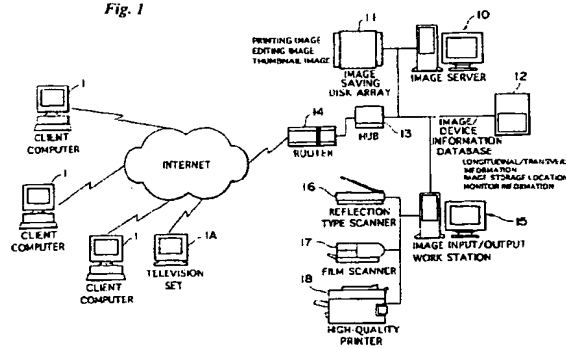 Fig. 1
11
10
PRINTING IMAGE
EDITING IMAGE
THUMBNAIL IMAGE
IMAGE
SAVING
DISK ARRAY
IMAGE SERVER
12
1
CLIENT
COMPUTER
14
ROUTER
HUB
13
IMAGE/
DEVICE
INFORMATION
DATABASE
INTERNET
LONGITUDINAL/TRANSVERSE
INFORMATION
IMAGE STORAGE LOCATION
MONITOR INFORMATION
1
CLIENT
COMPUTER
16
REFLECTION
TYPE SCANNER
15
IMAGE INPUT/OUTPUT
WORK STATION
1
CLIENT
COMPUTER
1A
TELEVISION
SET
17
FILM SCANNER
18
HIGH-QUALITY
PRINTER